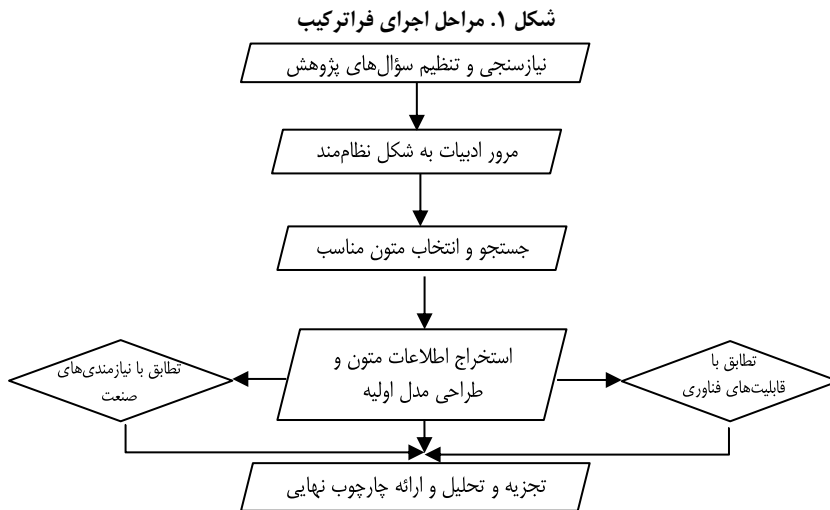 شکل ۱. مراحل اجرای فراترکیب
نیازسنجی و تنظیم سؤال‌های پژوهش
مرور ادبیات به شکل نظام‌مند
جستجو و انتخاب متون مناسب
استخراج اطلاعات متون و
طراحی مدل اولیه
تطابق با
قابلیت‌های فناوری
تطابق با نیازمندی‌های
صنعت
تجزیه و تحلیل و ارائه چارچوب نهایی